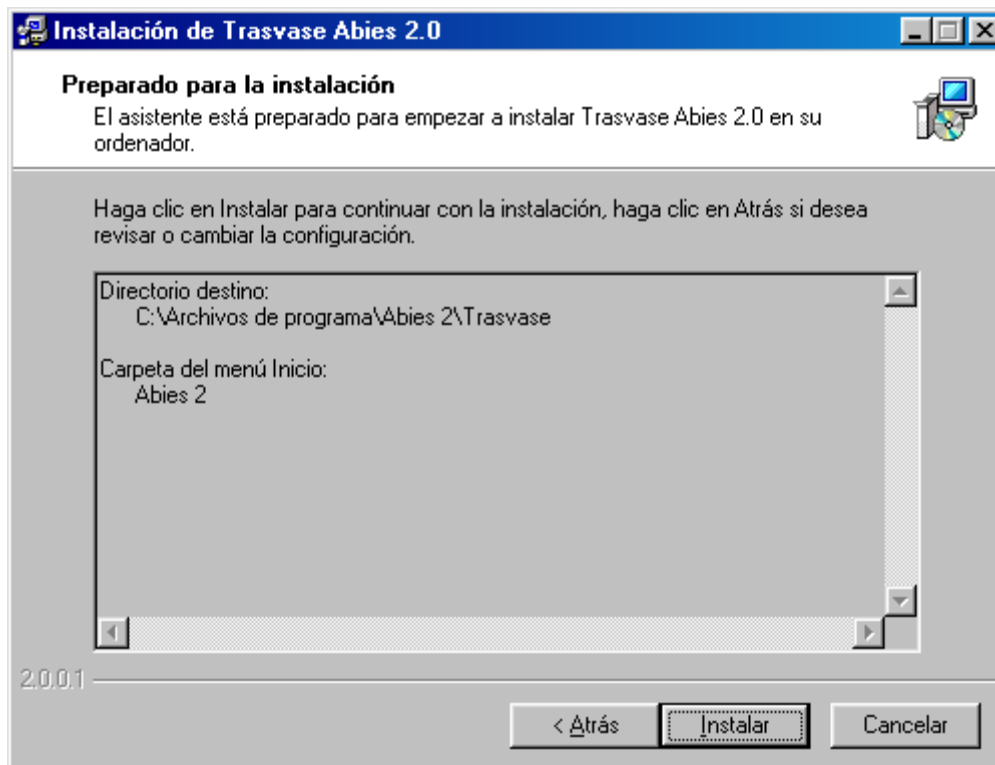 Instalación de Trasvase Abies 2.0
Preparado para la instalación
El asistente está preparado para empezar a instalar Trasvase Abies 2.0 en su
ordenador.
Haga clic en Instalar para continuar con la instalación, haga clic en Atrás si desea
revisar o cambiar la configuración.
Directorio destino:
C:\Archivos de programa\Abies 2\Trasvase
Carpeta del menú Inicio:
Abies 2
2.0.0.1
< Atrás Instalar Cancelar